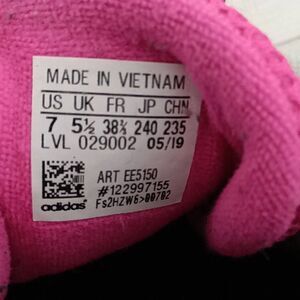 MADE IN VIETNAM
US UK FR JP CHN
7 5½ 38⅔ 240 235
LVL 029002 05/19
ART EE5150
#122997155
adidas Fs2HZW6>00702